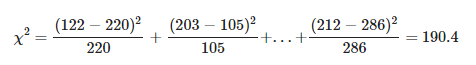 χ² = (122 − 220)²/220 + (203 − 105)²/105 +…+ (212 − 286)²/286 = 190.4